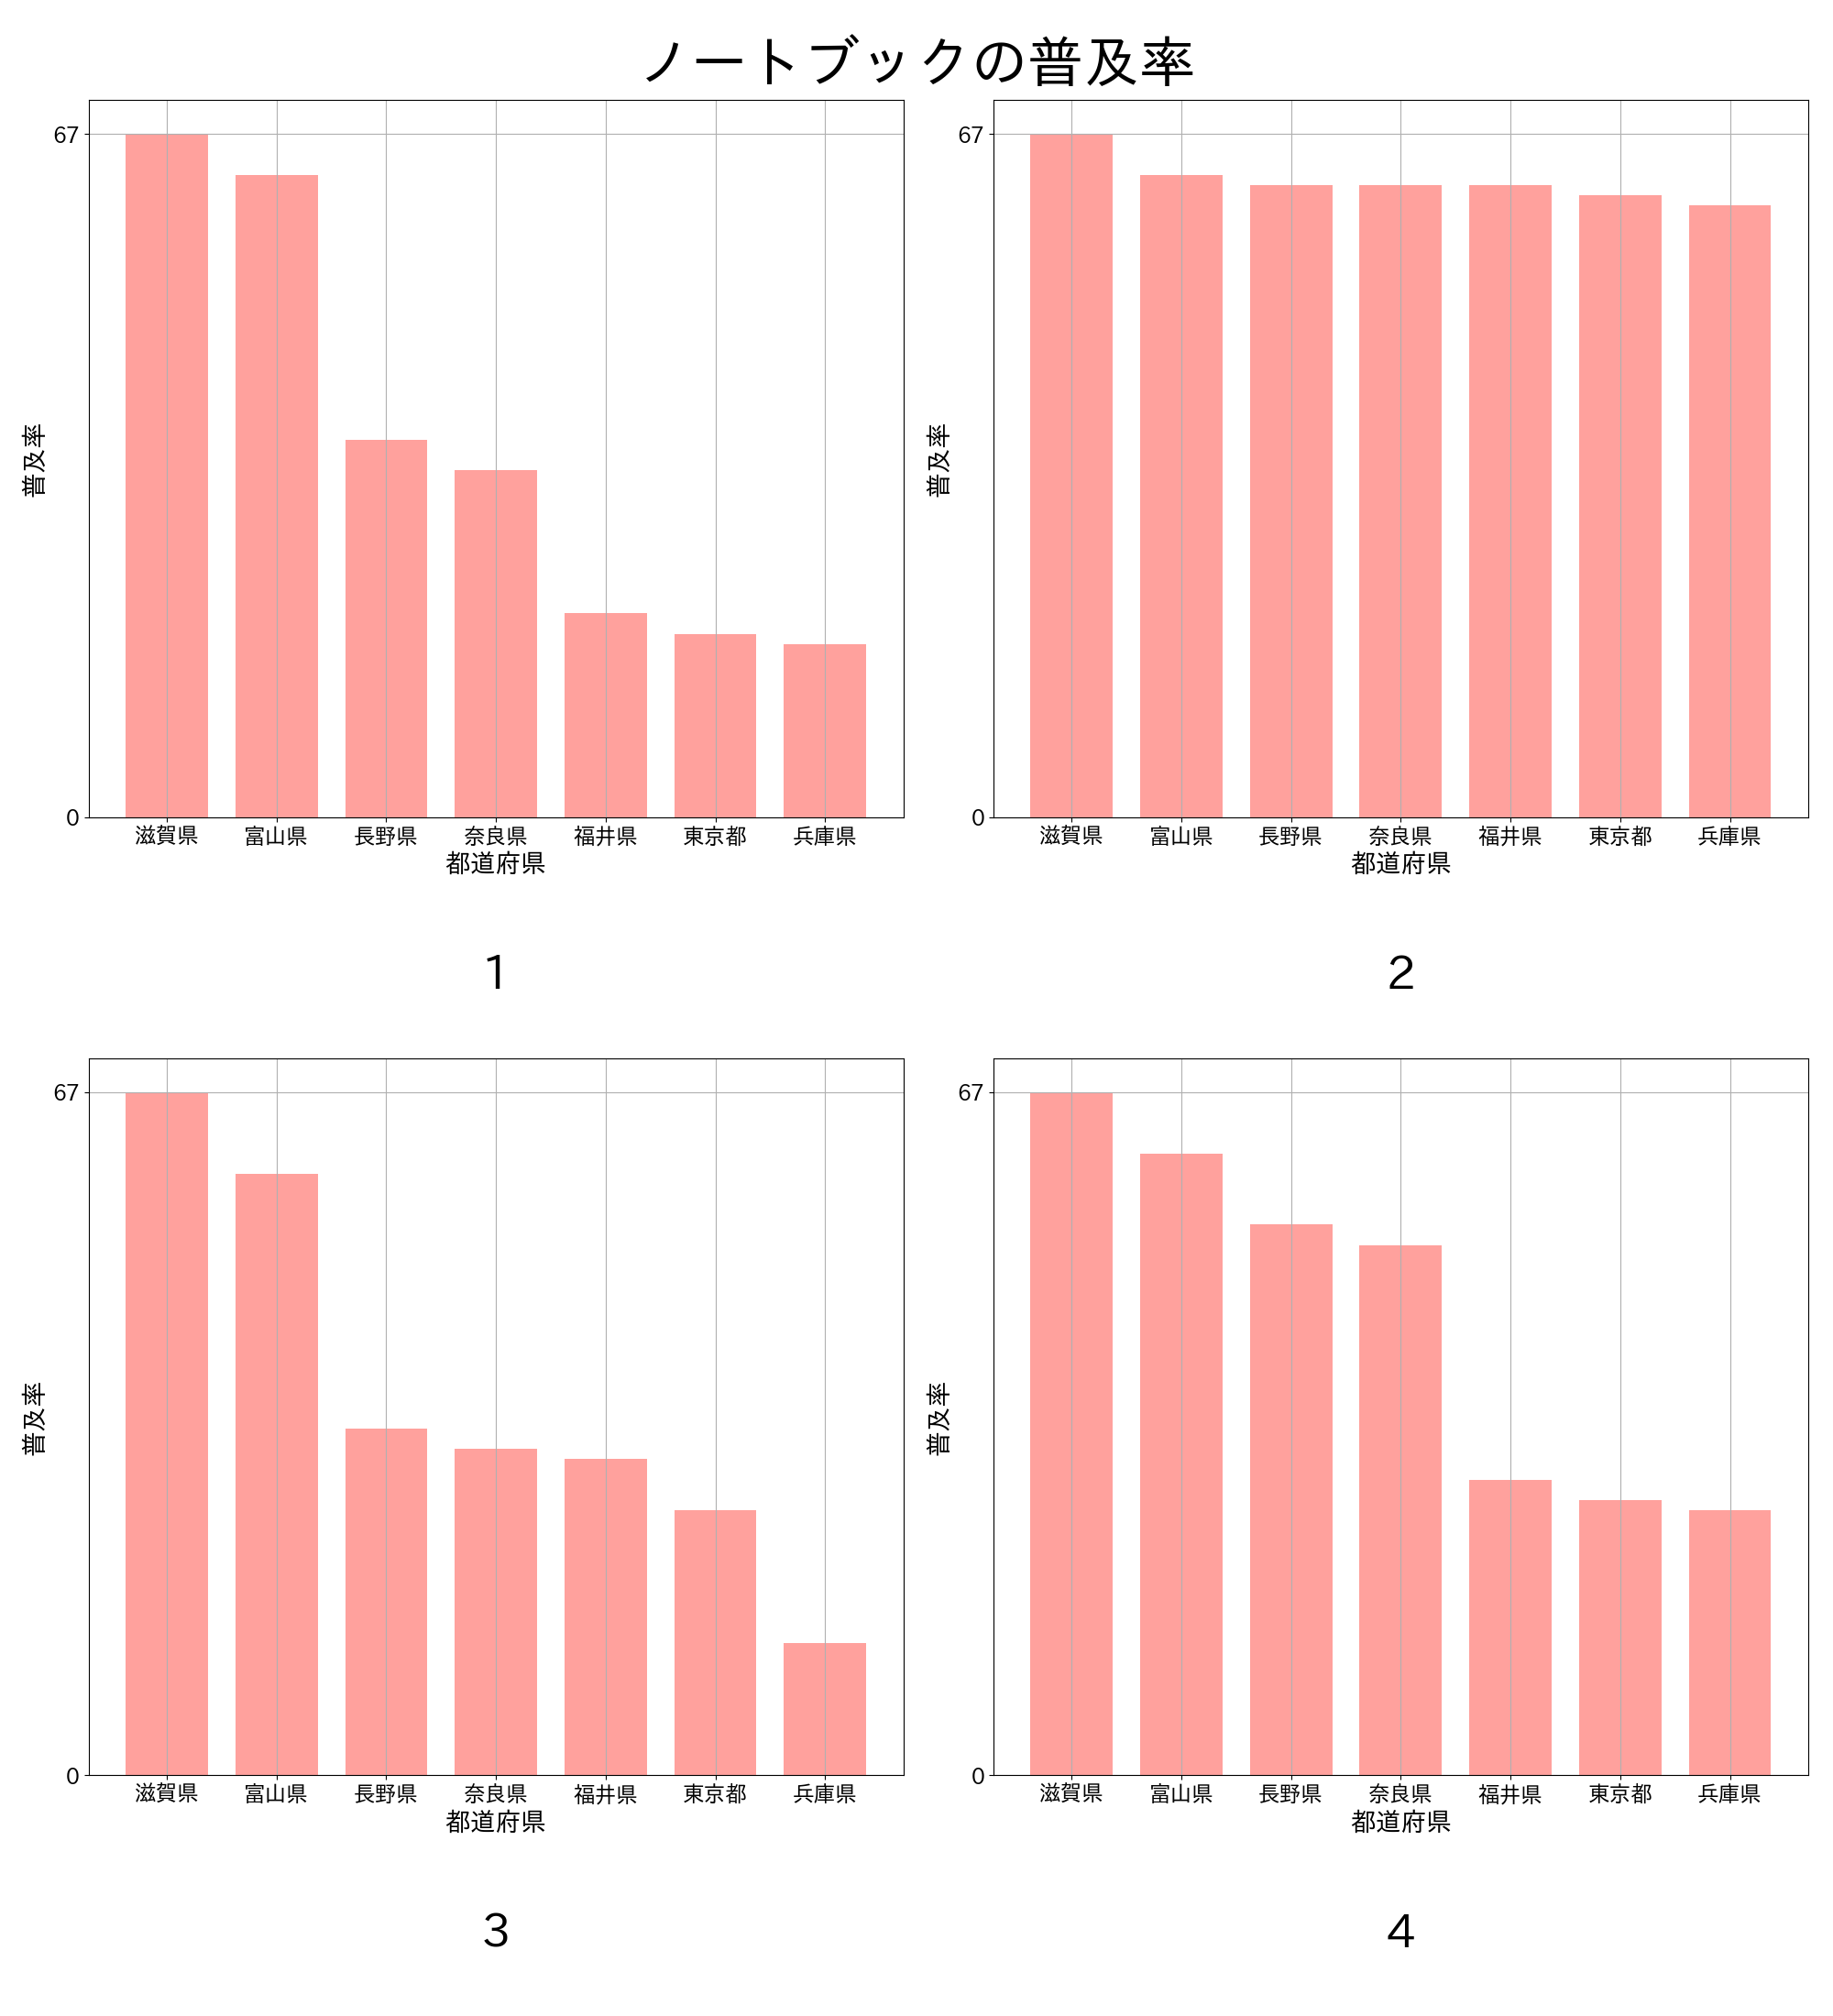 ノートブックの普及率
67
0
普及率
滋賀県 富山県 長野県 奈良県 福井県 東京都 兵庫県
都道府県
1
67
0
普及率
滋賀県 富山県 長野県 奈良県 福井県 東京都 兵庫県
都道府県
2
67
0
普及率
滋賀県 富山県 長野県 奈良県 福井県 東京都 兵庫県
都道府県
3
67
0
普及率
滋賀県 富山県 長野県 奈良県 福井県 東京都 兵庫県
都道府県
4